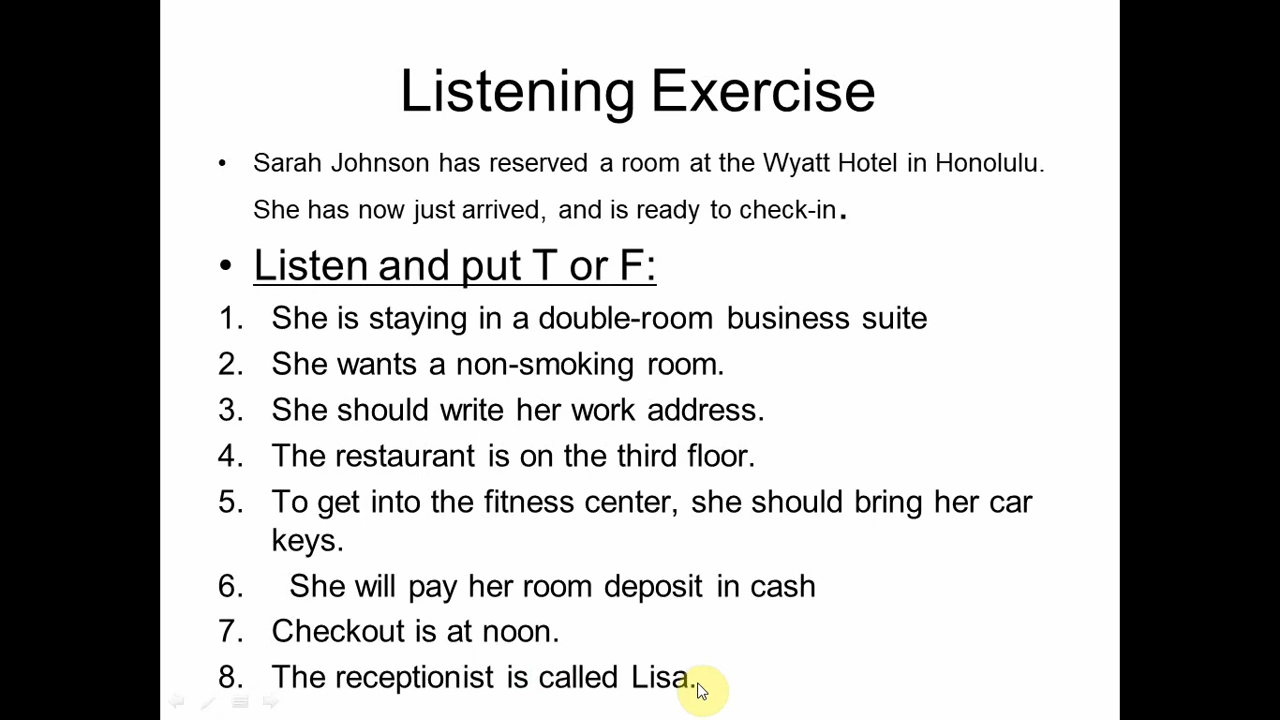 Listening Exercise
• Sarah Johnson has reserved a room at the Wyatt Hotel in Honolulu.
She has now just arrived, and is ready to check-in.
• Listen and put T or F:
1. She is staying in a double-room business suite
2. She wants a non-smoking room.
3. She should write her work address.
4. The restaurant is on the third floor.
5. To get into the fitness center, she should bring her car
keys.
6. She will pay her room deposit in cash
7. Checkout is at noon.
8. The receptionist is called Lisa.